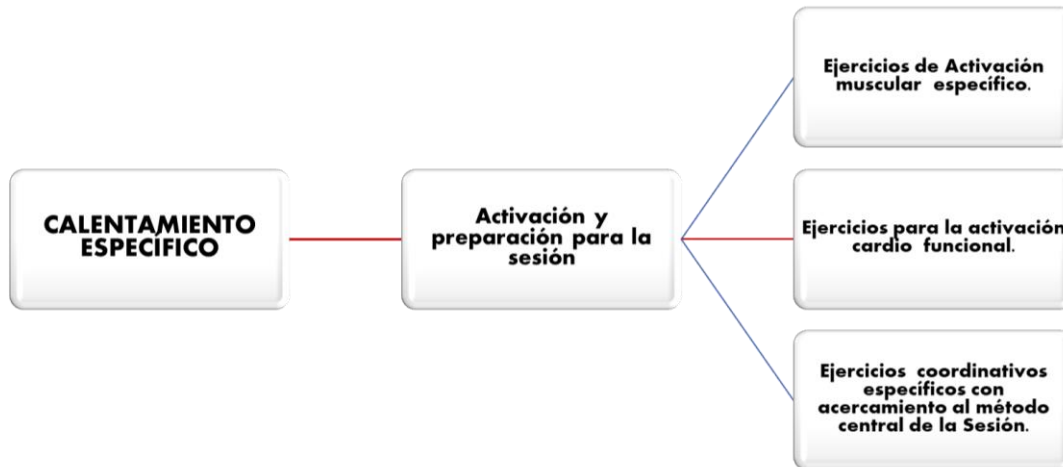 CALENTAMIENTO
ESPECÍFICO
Activación y
preparación para la
sesión
Ejercicios de Activación
muscular específico.
Ejercicios para la activación
cardio funcional.
Ejercicios coordinativos
específicos con
acercamiento al método
central de la Sesión.